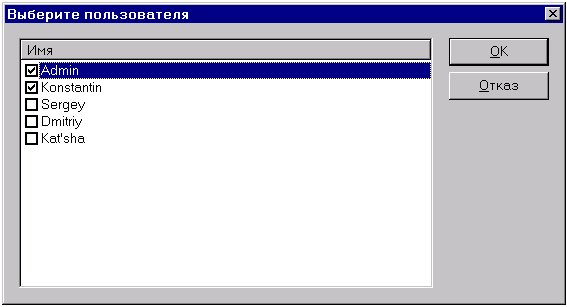 Выберите пользователя
Имя
OK
Admin
Konstantin
Отказ
Sergey
Dmitriy
Kat'sha